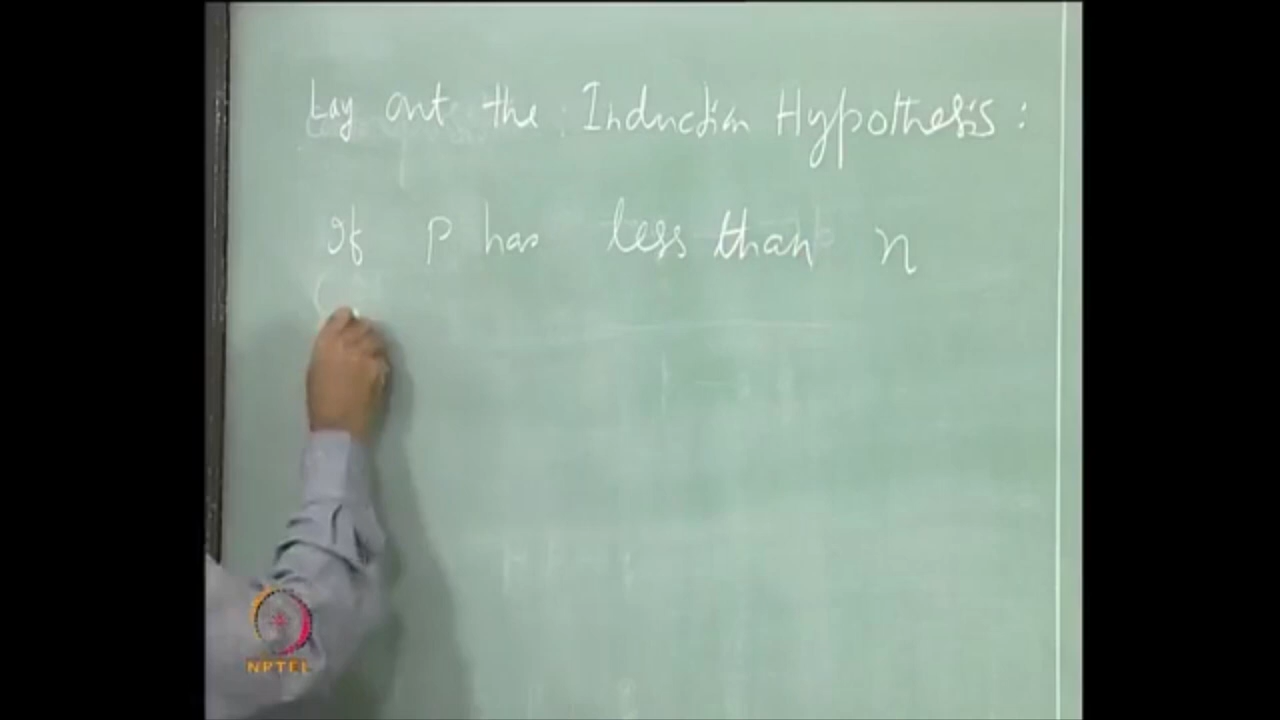 Lay out the Induction Hypothesis :
If p has less than n
NPTEL